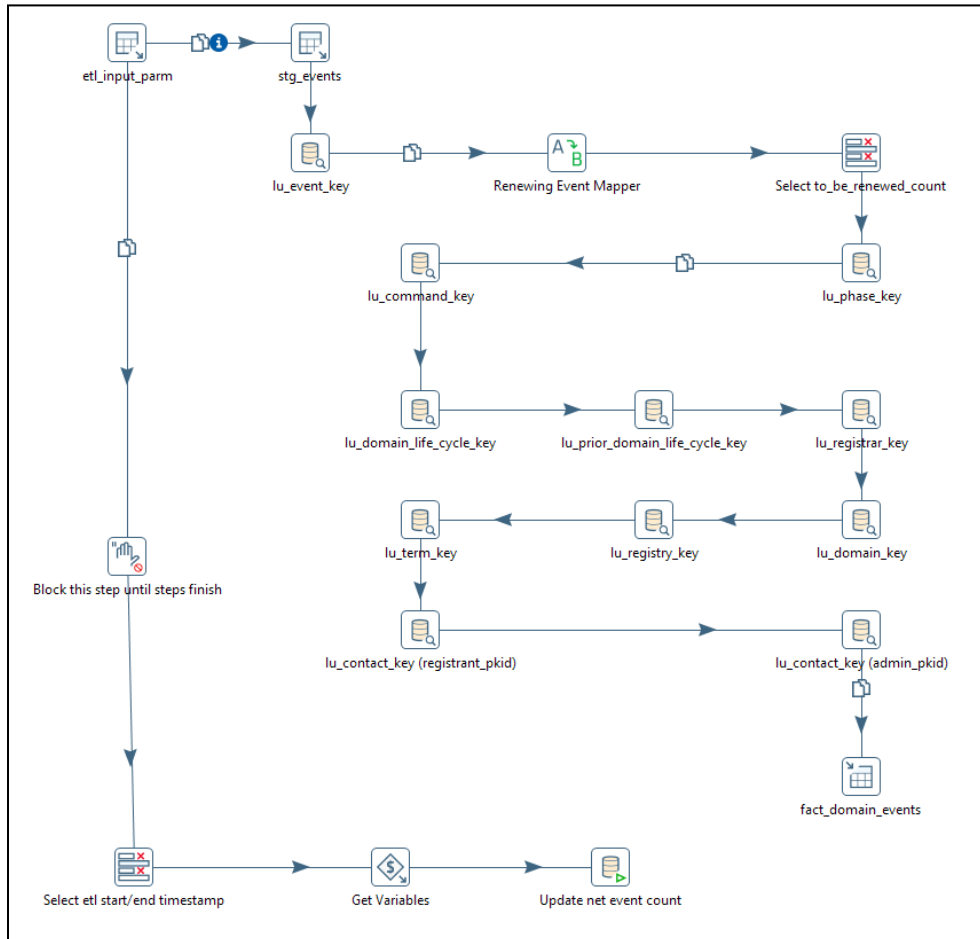 etl_input_parm
stg_events
lu_event_key
A
B
Renewing Event Mapper
Select to_be_renewed_count
lu_command_key
lu_phase_key
lu_domain_life_cycle_key
lu_prior_domain_life_cycle_key
lu_registrar_key
lu_term_key
lu_registry_key
lu_domain_key
Block this step until steps finish
lu_contact_key (registrant_pkid)
lu_contact_key (admin_pkid)
fact_domain_events
Select etl start/end timestamp
$
Get Variables
Update net event count